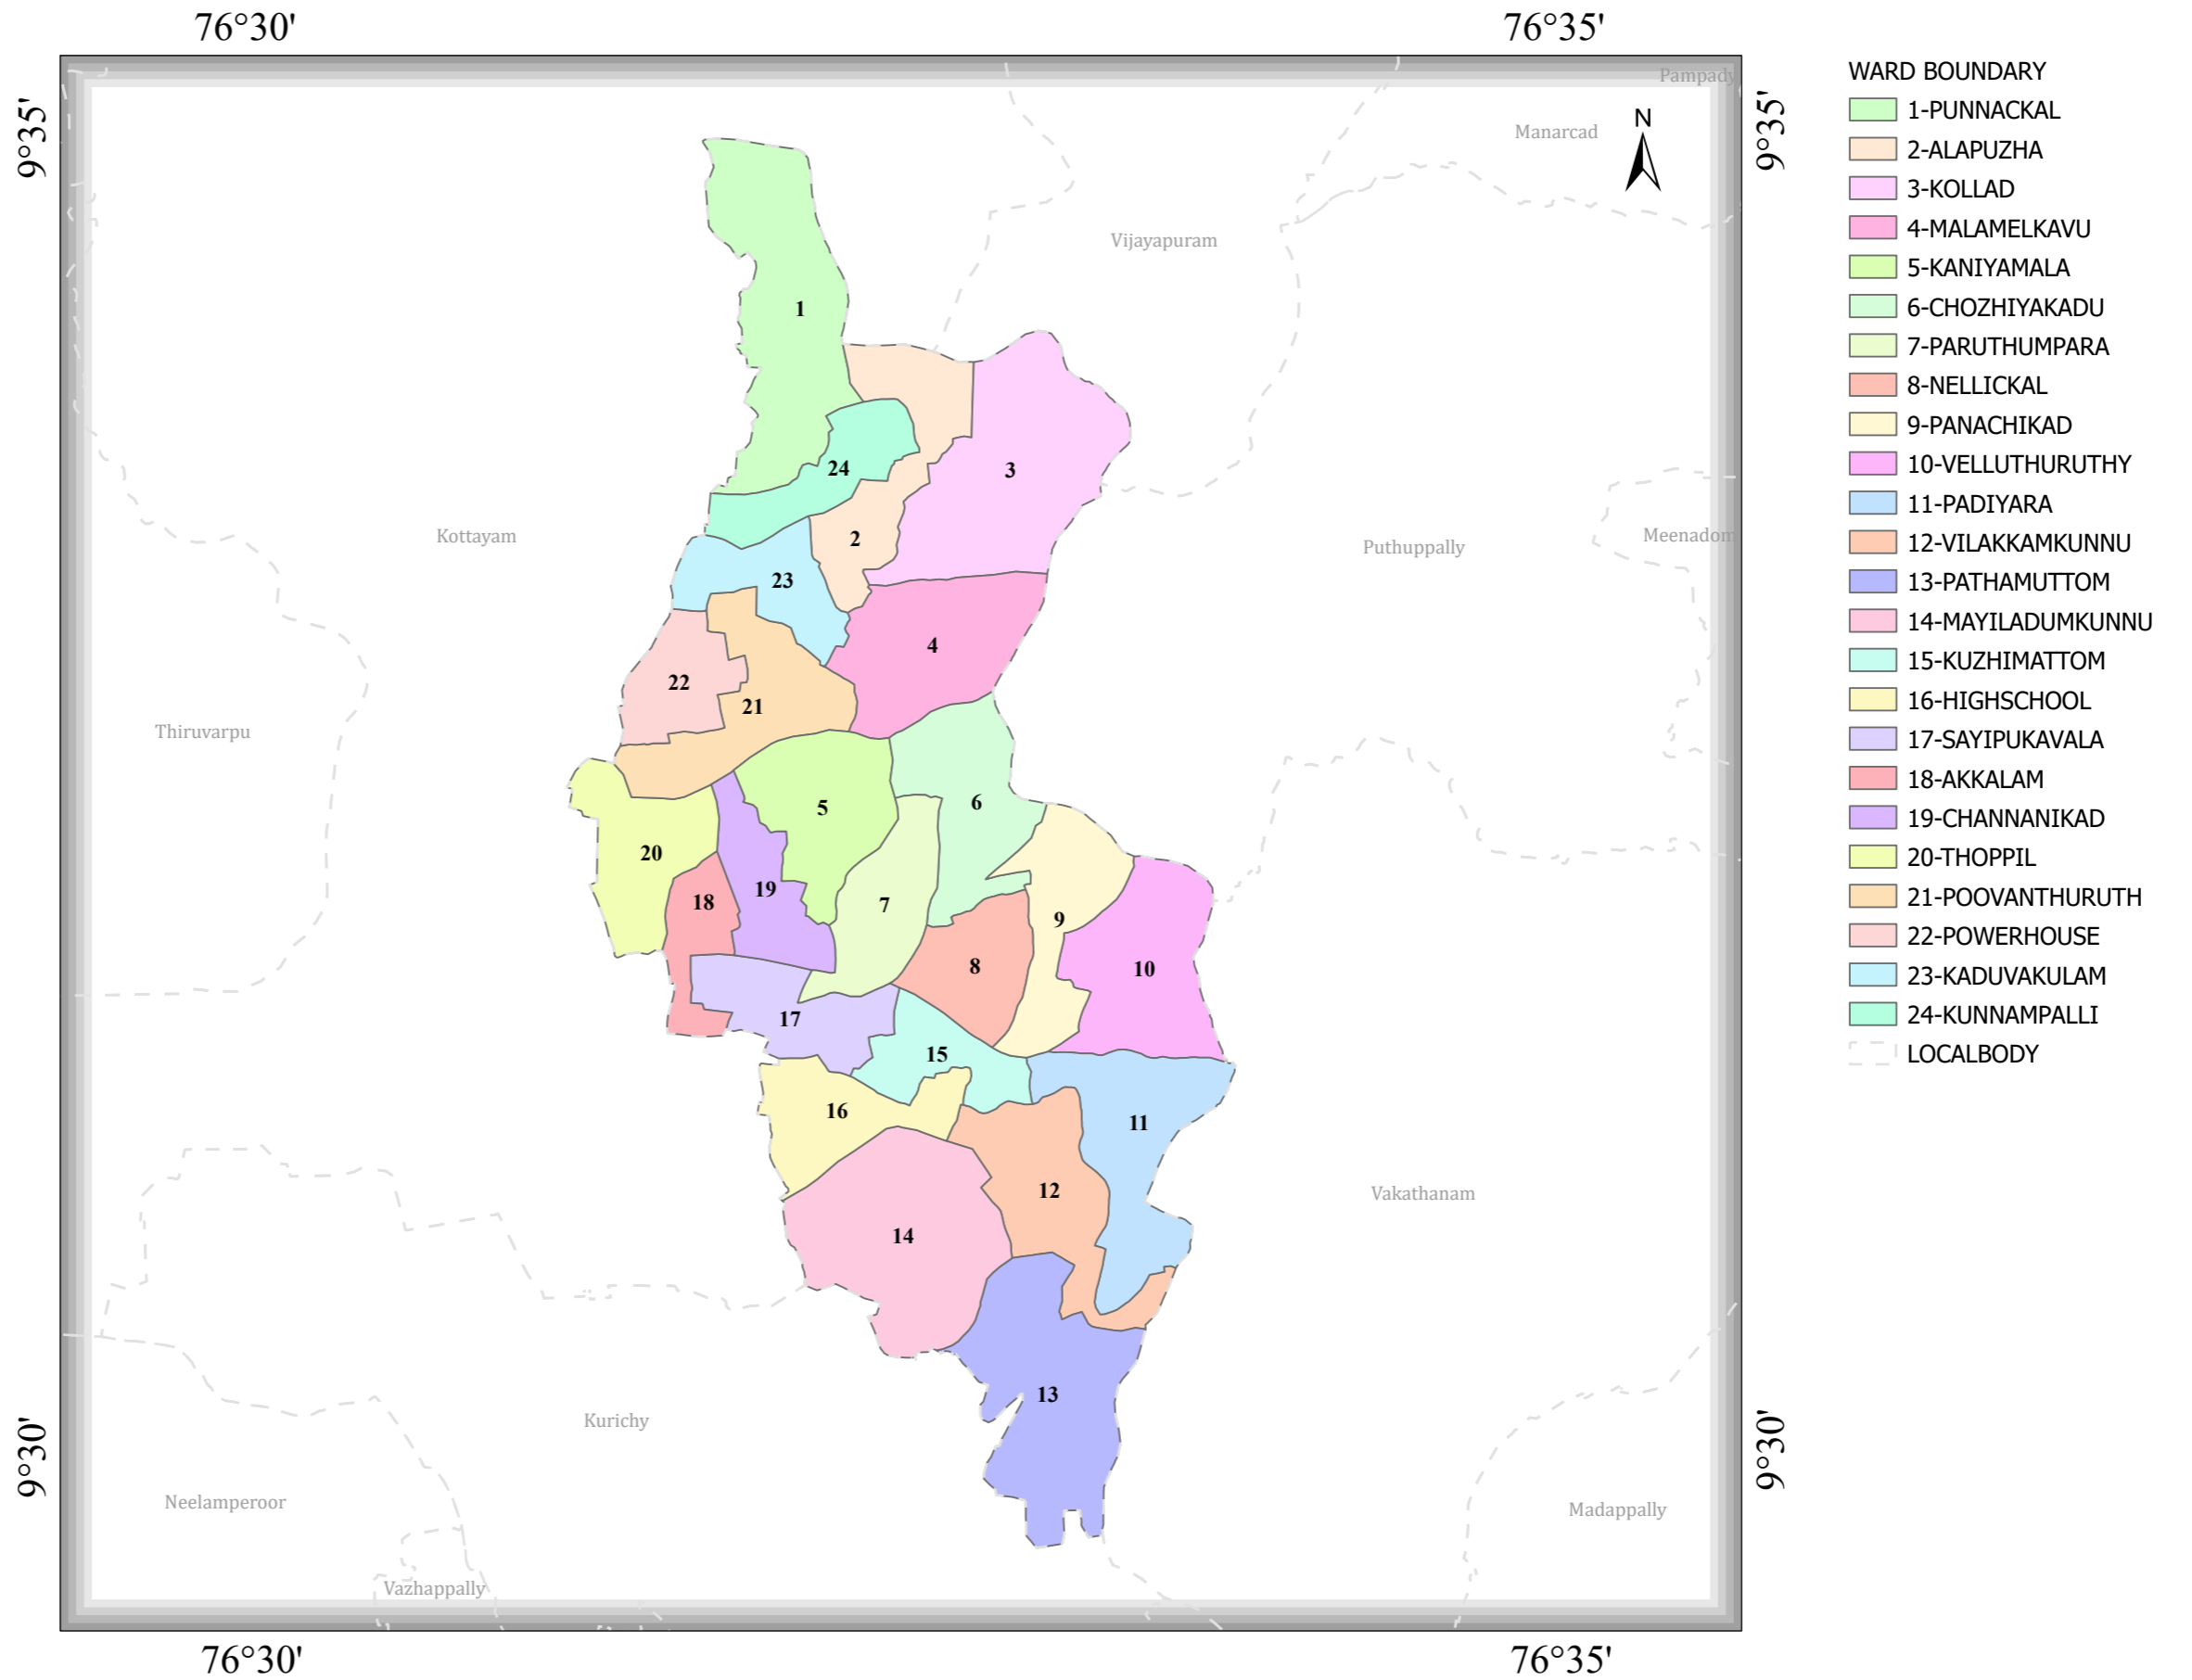 76°30'
76°35'
9°35'
9°35'
Pampady
Manarcad
N
Vijayapuram
1
3
24
Kottayam
2
Puthuppally
Meenadom
23
4
22
21
Thiruvarpu
6
5
20
19
18
7
9
8
10
17
15
16
11
12
Vakathanam
14
13
Kurichy
Neelamperoor
Madappally
Vazhappally
9°30'
9°30'
76°30'
76°35'
WARD BOUNDARY
1-PUNNACKAL
2-ALAPUZHA
3-KOLLAD
4-MALAMELKAVU
5-KANIYAMALA
6-CHOZHIYAKADU
7-PARUTHUMPARA
8-NELLICKAL
9-PANACHIKAD
10-VELLUTHURUTHY
11-PADIYARA
12-VILAKKAMKUNNU
13-PATHAMUTTOM
14-MAYILADUMKUNNU
15-KUZHIMATTOM
16-HIGHSCHOOL
17-SAYIPUKAVALA
18-AKKALAM
19-CHANNANIKAD
20-THOPPIL
21-POOVANTHURUTH
22-POWERHOUSE
23-KADUVAKULAM
24-KUNNAMPALLI
LOCALBODY